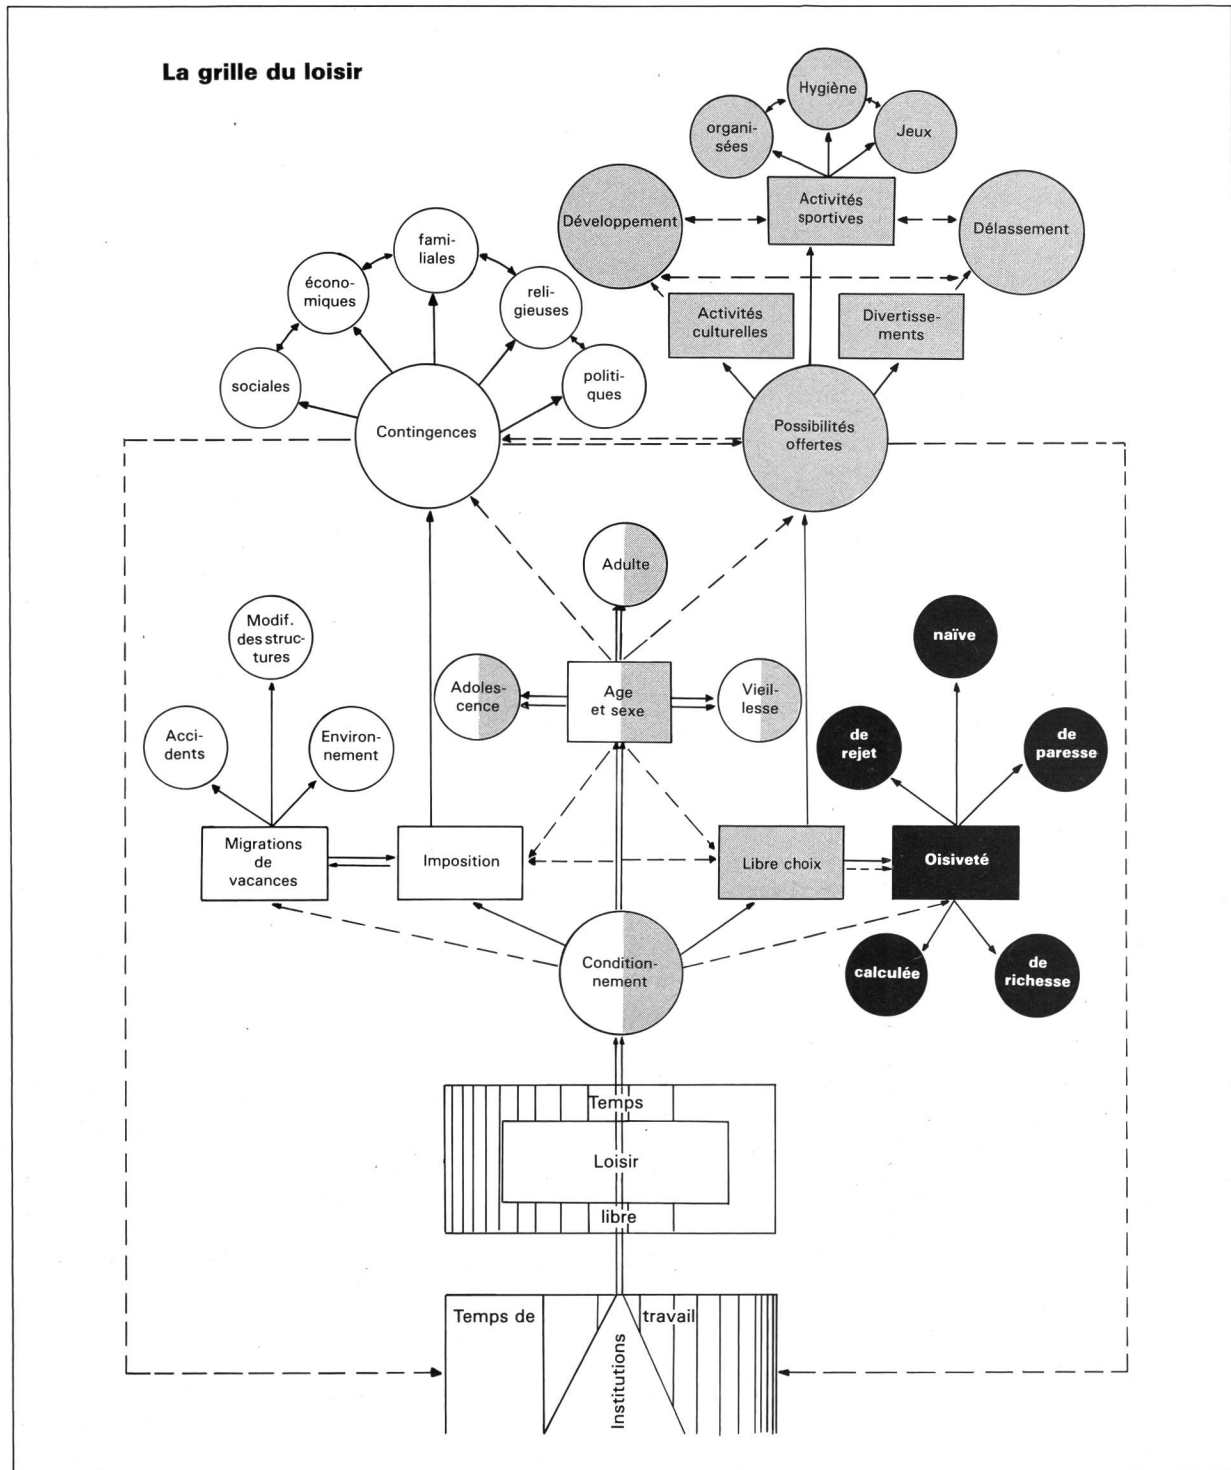 La grille du loisir
Hygiène
organi-
sées
Jeux
Activités
sportives
Développement
Délassement
fami-
liales
écono-
miques
reli-
gieuses
Activités
culturelles
Divertisse-
ments
sociales
politi-
ques
Contingences
Possibilités
offertes
Adulte
Modif.
des struc-
tures
naïve
Adoles-
cence
Age
et sexe
Vieil-
lesse
Acci-
dents
Environ-
nement
de
rejet
de
paresse
Migrations
de
vacances
Imposition
Libre choix
Oisiveté
Condition-
nement
calculée
de
richesse
Temps
Loisir
libre
Temps de travail
Institutions